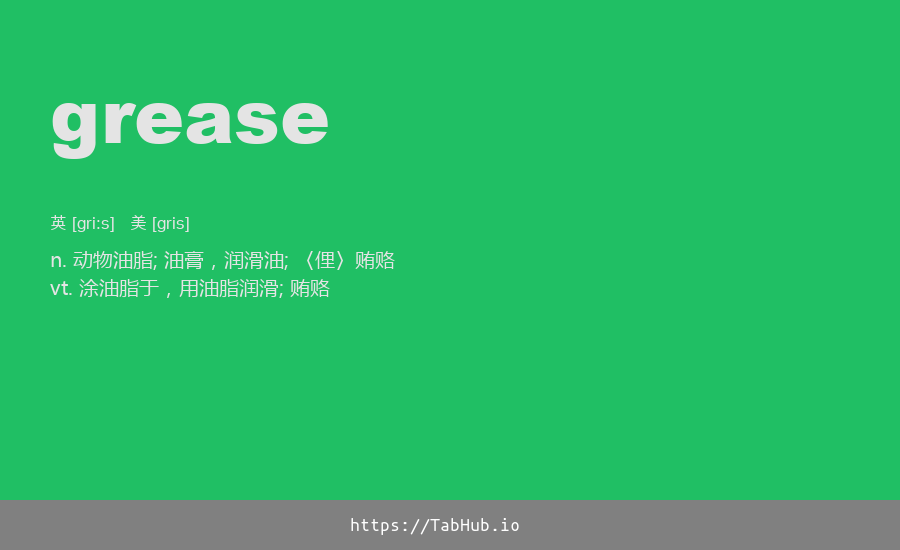 grease
英 [gri:s] 美 [gris]
n. 动物油脂; 油膏，润滑油; 〈俚〉贿赂
vt. 涂油脂于，用油脂润滑; 贿赂
https://TabHub.io